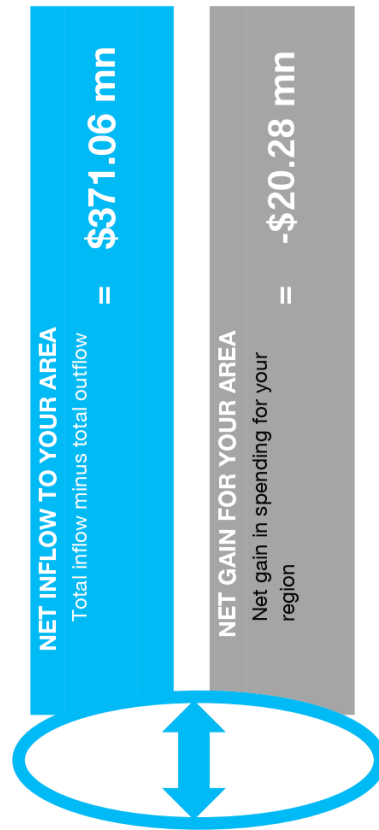 NET INFLOW TO YOUR AREA
Total inflow minus total outflow
= $371.06 mn
NET GAIN FOR YOUR AREA
Net gain in spending for your
region
= -$20.28 mn